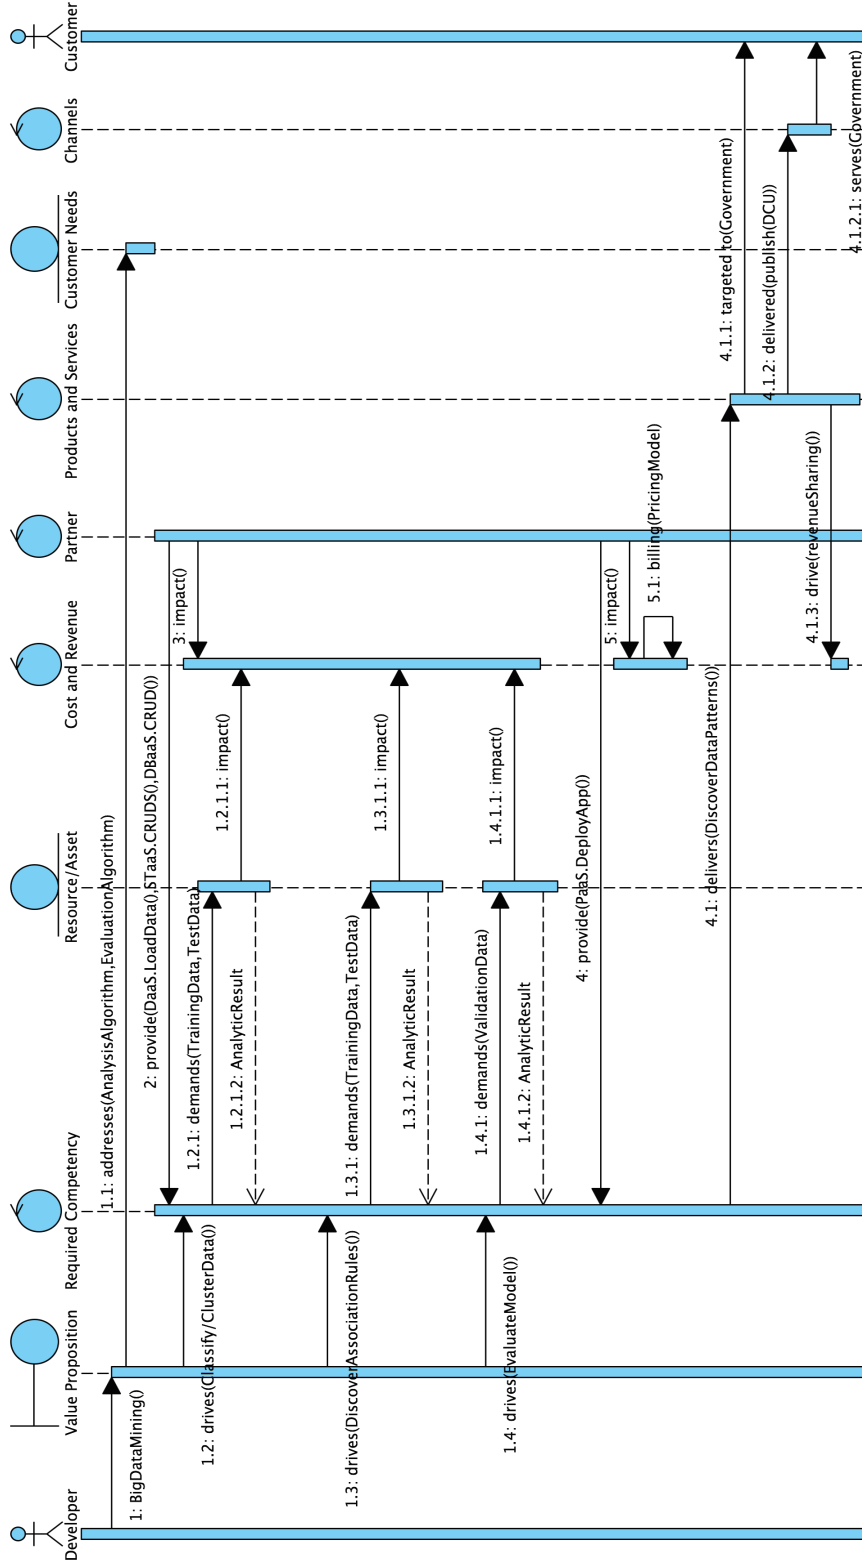 Developer
Value Proposition
Required Competency
Resource/Asset
Cost and Revenue
Partner
Products and Services
Customer Needs
Channels
Customer
1: BigDataMining()
1.1: addresses(AnalysisAlgorithm,EvaluationAlgorithm)
2: provide(DaaS.LoadData(),STaaS.CRUDS(),DBaaS.CRUD())
3: impact()
1.2: drives(Classify/ClusterData())
1.2.1: demands(TrainingData,TestData)
1.2.1.1: impact()
1.2.1.2: AnalyticResult
1.3: drives(DiscoverAssociationRules())
1.3.1: demands(TrainingData,TestData)
1.3.1.1: impact()
1.3.1.2: AnalyticResult
1.4: drives(EvaluateModel())
1.4.1: demands(ValidationData)
1.4.1.1: impact()
1.4.1.2: AnalyticResult
4: provide(PaaS.DeployApp())
5: impact()
5.1: billing(PricingModel)
4.1: delivers(DiscoverDataPatterns())
4.1.1: targeted to(Government)
4.1.2: delivered(publish(DCU))
4.1.3: drive(revenueSharing())
4.1.2.1: serves(Government)